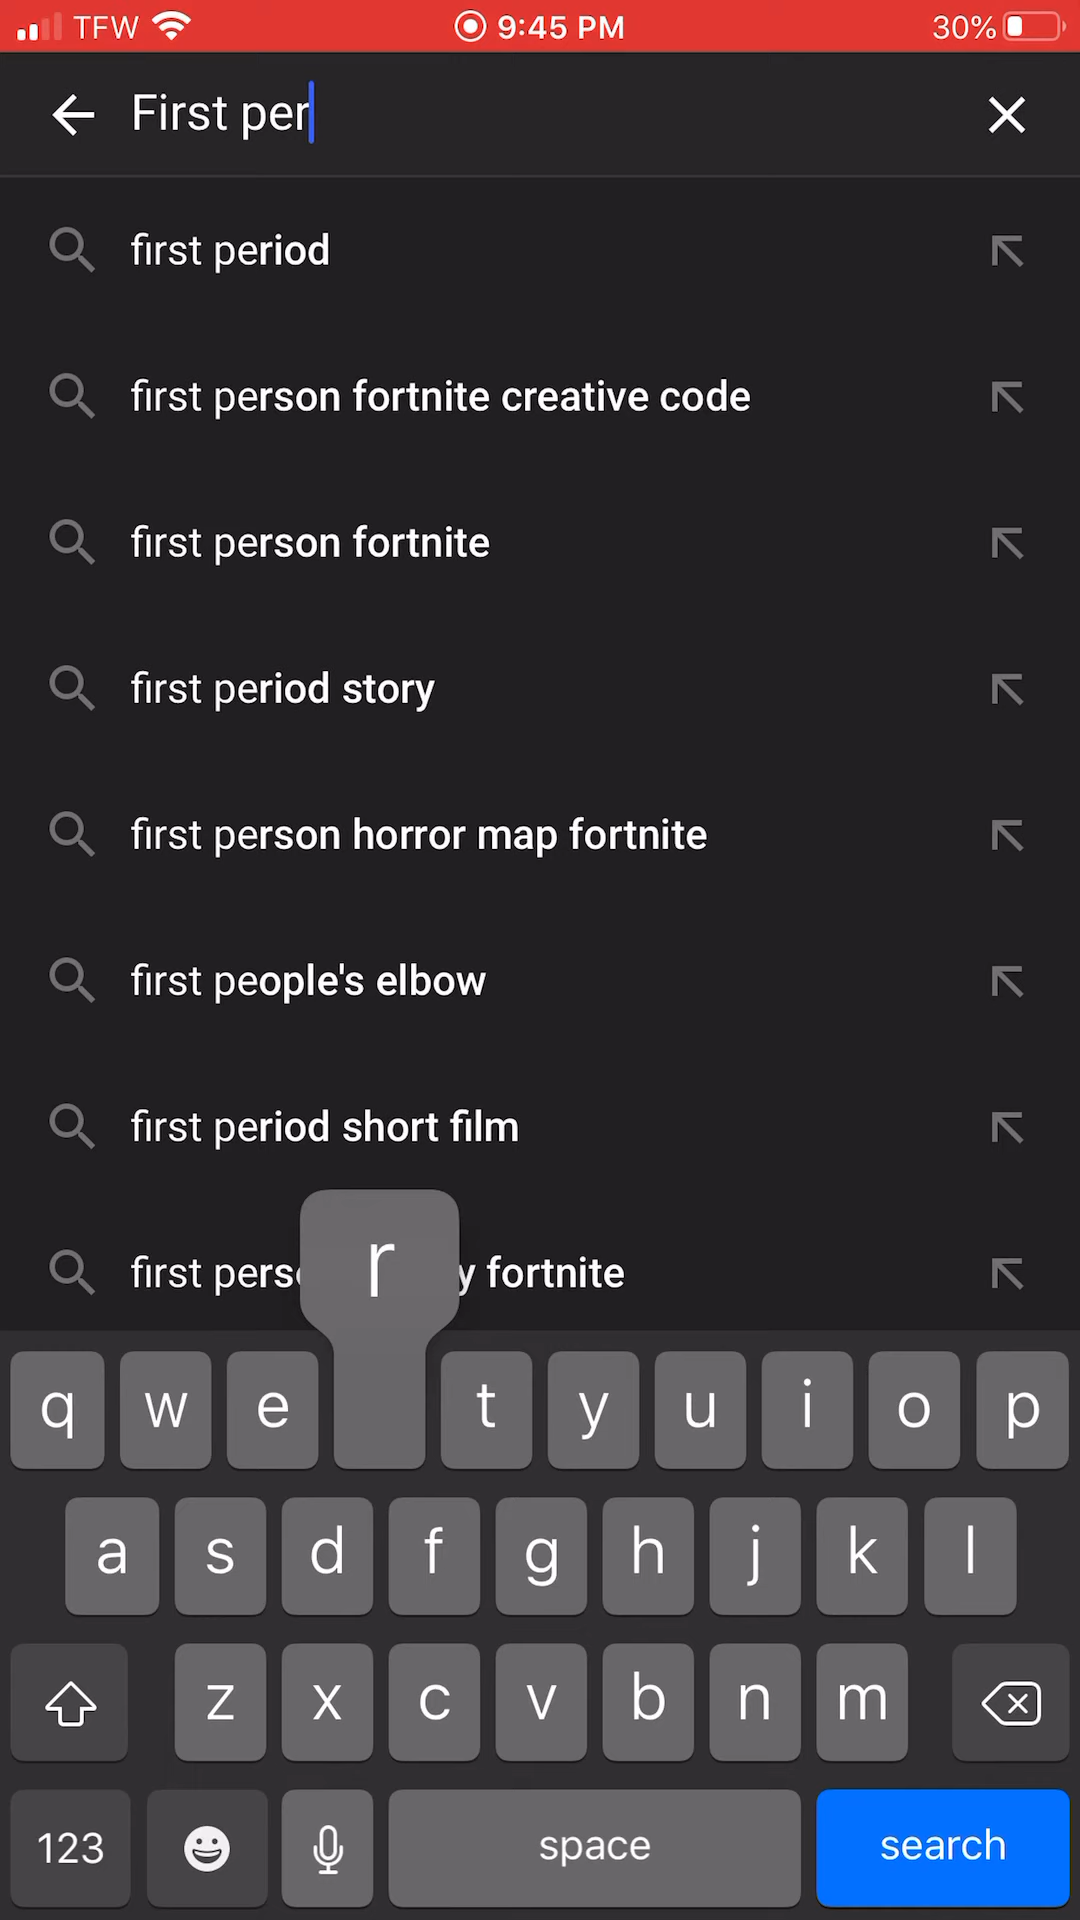 TFW 9:45 PM 30%
First per
first period
first person fortnite creative code
first person fortnite
first period story
first person horror map fortnite
first people's elbow
first period short film
first fortnite
r
q w e t y u i o p
a s d f g h j k l
z x c v b n m
123 space search